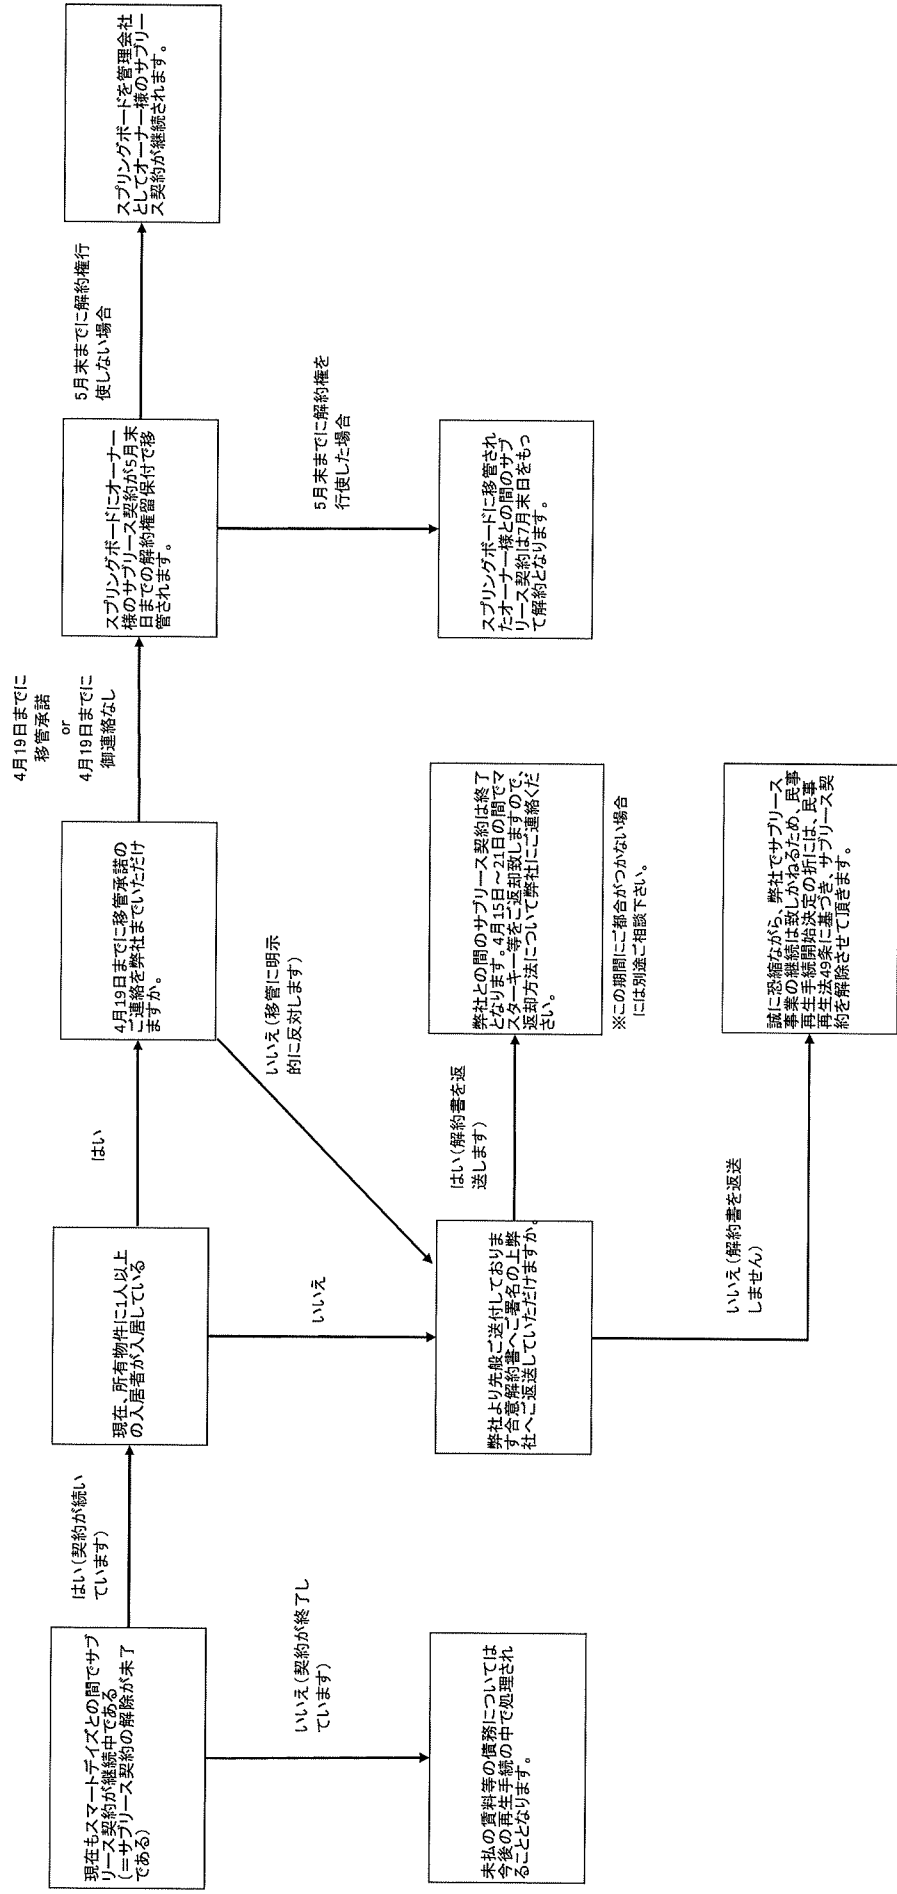 現在もスマートデイズとの間でサブ
リース契約が継続中である
(=サブリース契約の解除が未了
である)
はい(契約が続い
ています)
いいえ(契約が終了し
ています)
未払の賃料等の債務については
今後の再生手続の中で処理され
ることとなります。
現在、所有物件に1人以上
の入居者が入居している
はい
いいえ
4月19日までに移管承諾の
ご連絡を弊社までいただけ
ますか。
いいえ(移管に明示
的に反対します)
弊社より先般ご送付しておりま
す合意解約書へご署名の上弊
社へご返送していただけますか。
はい(解約書を返
送します)
いいえ(解約書を返送
しません)
弊社との間のサブリース契約は終了
となります。4月15日~21日の間でマ
スターキー等をご返却致しますので、
返却方法について弊社にご連絡くだ
さい。
※この期間にご都合がつかない場合
には別途ご相談下さい。
誠に恐縮ながら、弊社でサブリース
事業の継続は致しかねるため、民事
再生手続開始決定の折には、民事
再生法49条に基づき、サブリース契
約を解除させて頂きます。
4月19日までに
移管承諾
or
4月19日までに
御連絡なし
スプリングボードにオーナー
様のサブリース契約が5月末
日までの解約権留保付で移
管されます。
5月末までに解約権行
使しない場合
5月末までに解約権を
行使した場合
スプリングボードを管理会社
としてオーナー様のサブリー
ス契約が継続されます。
スプリングボードに移管され
たオーナー様との間のサブ
リース契約は7月末日をもっ
て解約となります。